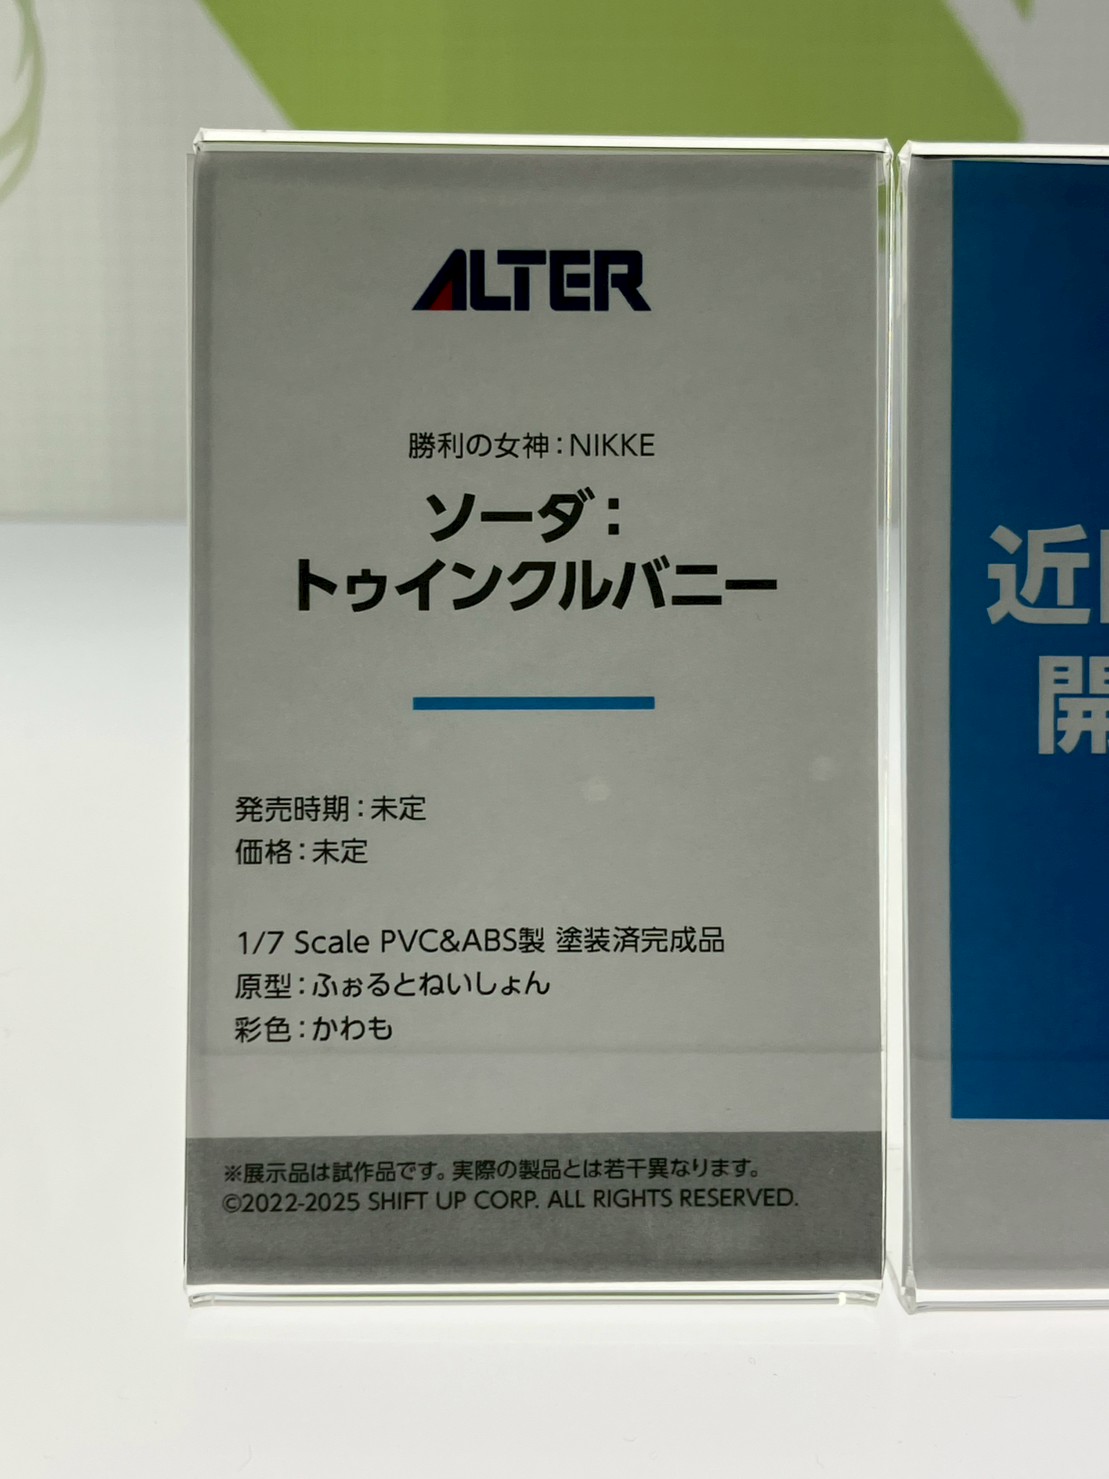 ALTER
勝利の女神：NIKKE
ソーダ：
トゥインクルバニー
発売時期：未定
価格：未定
1/7 Scale PVC&ABS製 塗装済完成品
原型：ふぉるとねいしょん
彩色：かわも
※展示品は試作品です。実際の製品とは若干異なります。
©2022-2025 SHIFT UP CORP. ALL RIGHTS RESERVED.
近
開